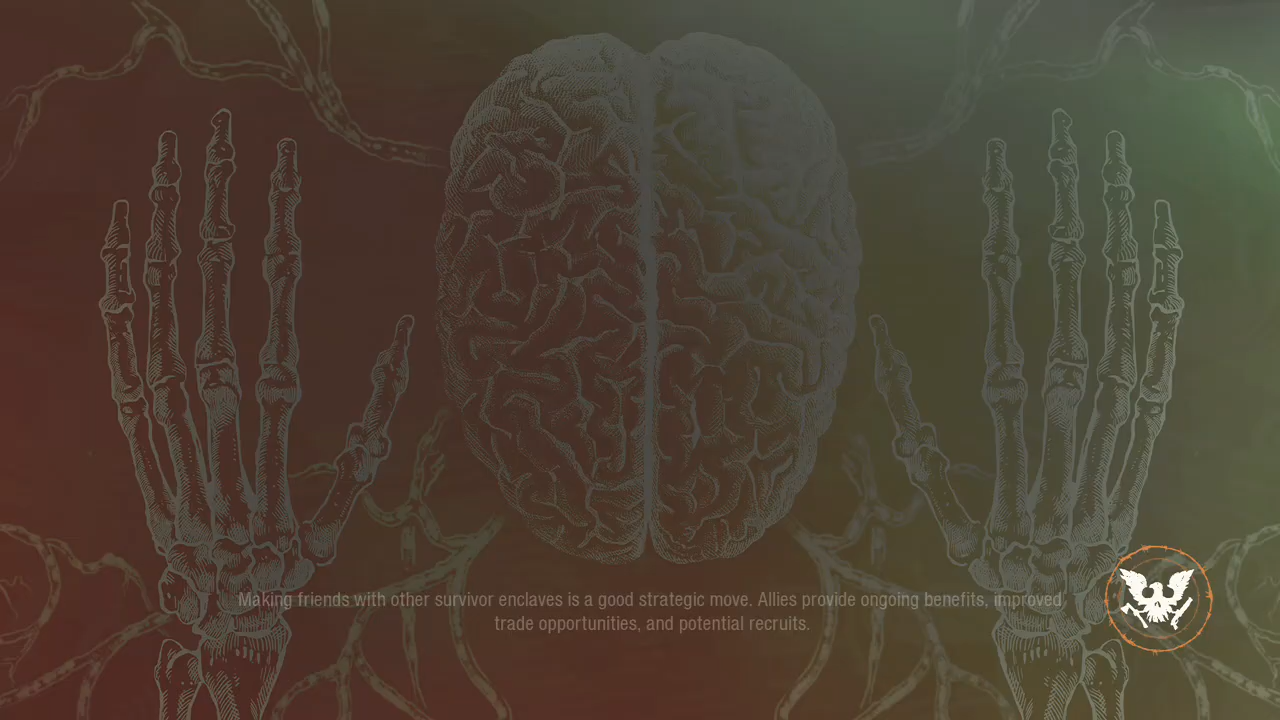 Making friends with other survivor enclaves is a good strategic move. Allies provide ongoing benefits, improved
trade opportunities, and potential recruits.